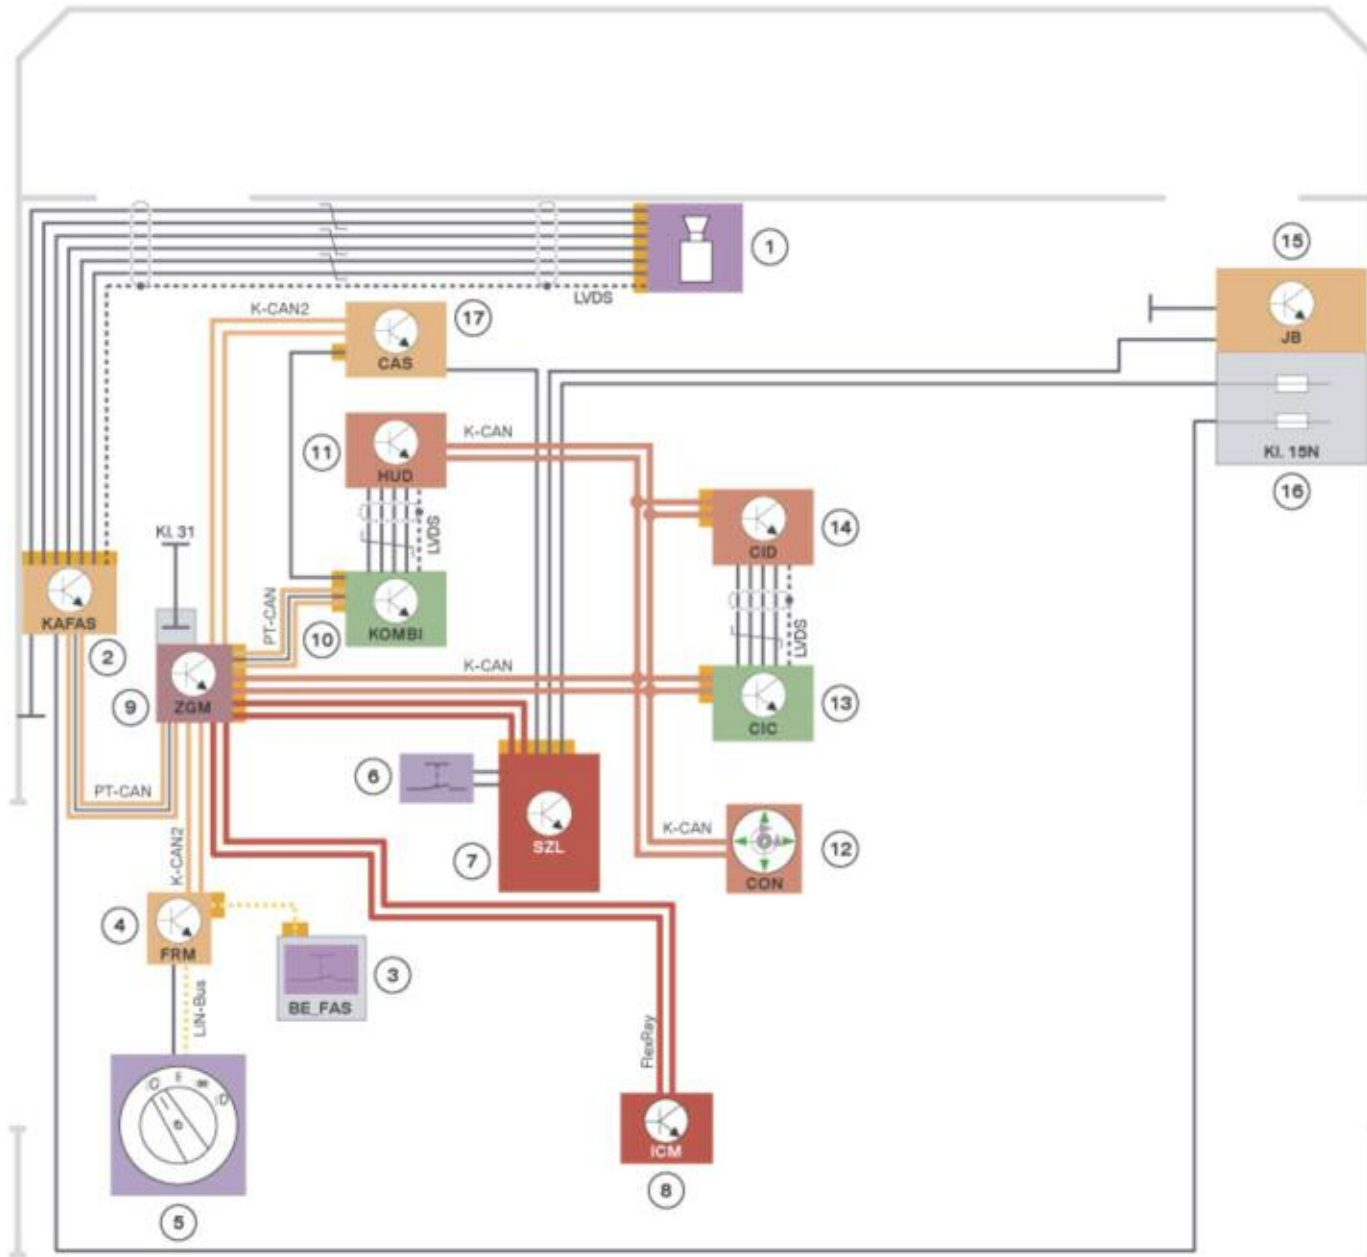 1
15
LVDS
K-CAN2
17
JB
CAS
K-CAN
11
HUD
Kl. 15N
16
14
CID
LVDS
Kl. 31
KAFAS
PT-CAN
10
KOMBI
LVDS
2
9
ZGM
K-CAN
13
CIC
6
PT-CAN
K-CAN2
7
SZL
K-CAN
12
CON
4
FRM
3
BE_FAS
LIN-Bus
FlexRay
5
ICM
8